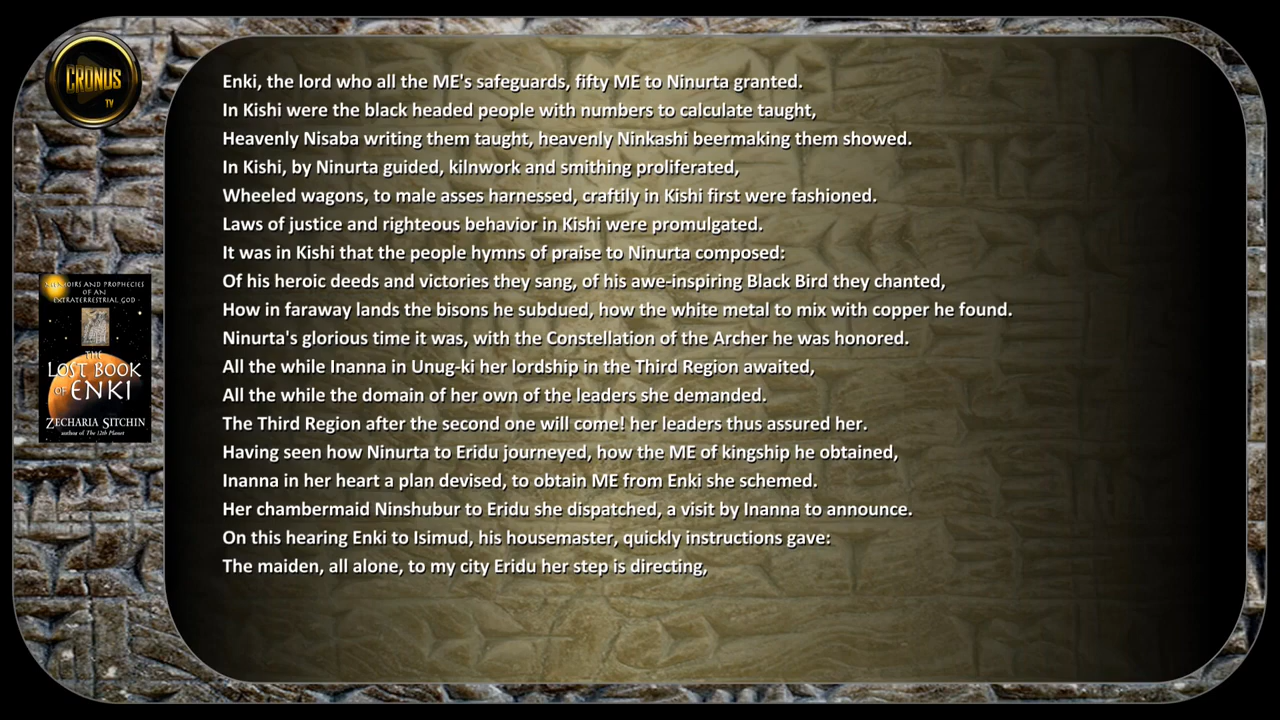 CRONUS
TV
Enki, the lord who all the ME's safeguards, fifty ME to Ninurta granted.
In Kishi were the black headed people with numbers to calculate taught,
Heavenly Nisaba writing them taught, heavenly Ninkashi beermaking them showed.
In Kishi, by Ninurta guided, kilnwork and smithing proliferated,
Wheeled wagons, to male asses harnessed, craftily in Kishi first were fashioned.
Laws of justice and righteous behavior in Kishi were promulgated.
It was in Kishi that the people hymns of praise to Ninurta composed:
Of his heroic deeds and victories they sang, of his awe-inspiring Black Bird they chanted,
How in faraway lands the bisons he subdued, how the white metal to mix with copper he found.
Ninurta's glorious time it was, with the Constellation of the Archer he was honored.
All the while Inanna in Unug-ki her lordship in the Third Region awaited,
All the while the domain of her own of the leaders she demanded.
The Third Region after the second one will come! her leaders thus assured her.
Having seen how Ninurta to Eridu journeyed, how the ME of kingship he obtained,
Inanna in her heart a plan devised, to obtain ME from Enki she schemed.
Her chambermaid Ninshubur to Eridu she dispatched, a visit by Inanna to announce.
On this hearing Enki to Isimud, his housemaster, quickly instructions gave:
The maiden, all alone, to my city Eridu her step is directing,
MEMOIRS AND PROPHECIES
OF AN
EXTRATERRESTRIAL GOD
THE
LOST BOOK
OF ENKI
ZECHARIA SITCHIN
author of The 12th Planet